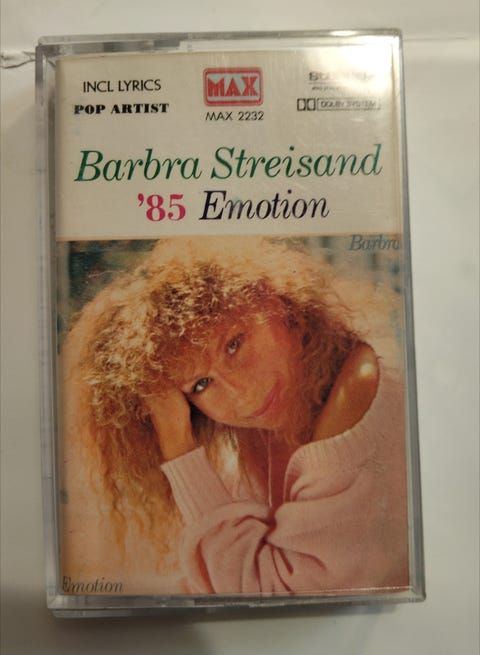 INCL LYRICS
POP ARTIST
MAX
MAX 2232
DOLBY SYSTEM
Barbra Streisand
'85 Emotion
Barbra
Emotion